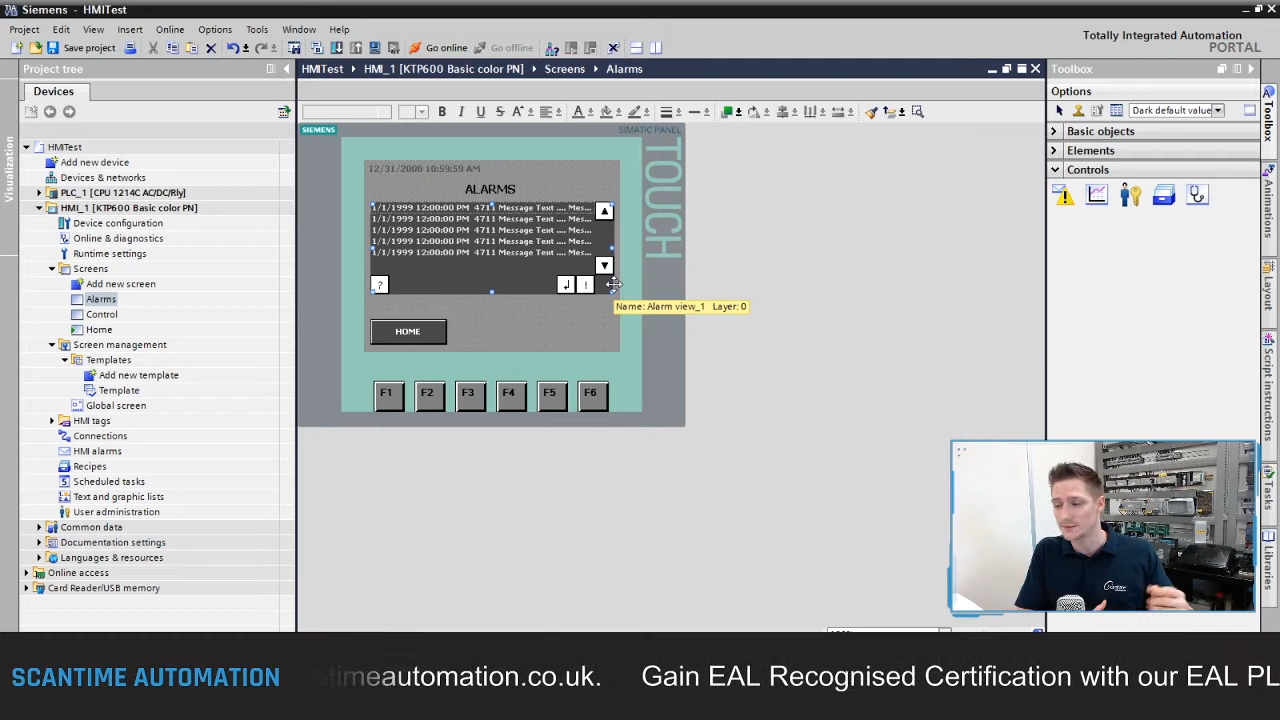 Siemens - HMITest
Project Edit View Insert Online Options Tools Window Help
Totally Integrated Automation
PORTAL
Save project Go online Go offline
Project tree
HMITest HMI_1 [KTP600 Basic color PN] Screens Alarms
Toolbox
Devices
Options
Dark default value
Basic objects
Elements
Controls
HMITest
Add new device
Devices & networks
PLC_1 [CPU 1214C AC/DC/Rly]
HMI_1 [KTP600 Basic color PN]
Device configuration
Online & diagnostics
Runtime settings
Screens
Add new screen
Alarms
Control
Home
Screen management
Templates
Add new template
Template
Global screen
HMI tags
Connections
HMI alarms
Recipes
Scheduled tasks
Text and graphic lists
User administration
Common data
Documentation settings
Languages & resources
Online access
Card Reader/USB memory
Visualization
SIEMENS
SIMATIC PANEL
TOUCH
12/31/2000 10:59:59 AM
ALARMS
1/1/1999 12:00:00 PM 4711 Message Text .... Mes...
1/1/1999 12:00:00 PM 4711 Message Text .... Mes...
1/1/1999 12:00:00 PM 4711 Message Text .... Mes...
1/1/1999 12:00:00 PM 4711 Message Text .... Mes...
1/1/1999 12:00:00 PM 4711 Message Text .... Mes...
? !
Name: Alarm view_1 Layer: 0
HOME
F1 F2 F3 F4 F5 F6
Toolbox
Animations
Layout
Script instructions
Tasks
Libraries
SCANTIME AUTOMATION
ntimeautomation.co.uk. Gain EAL Recognised Certification with our EAL PL